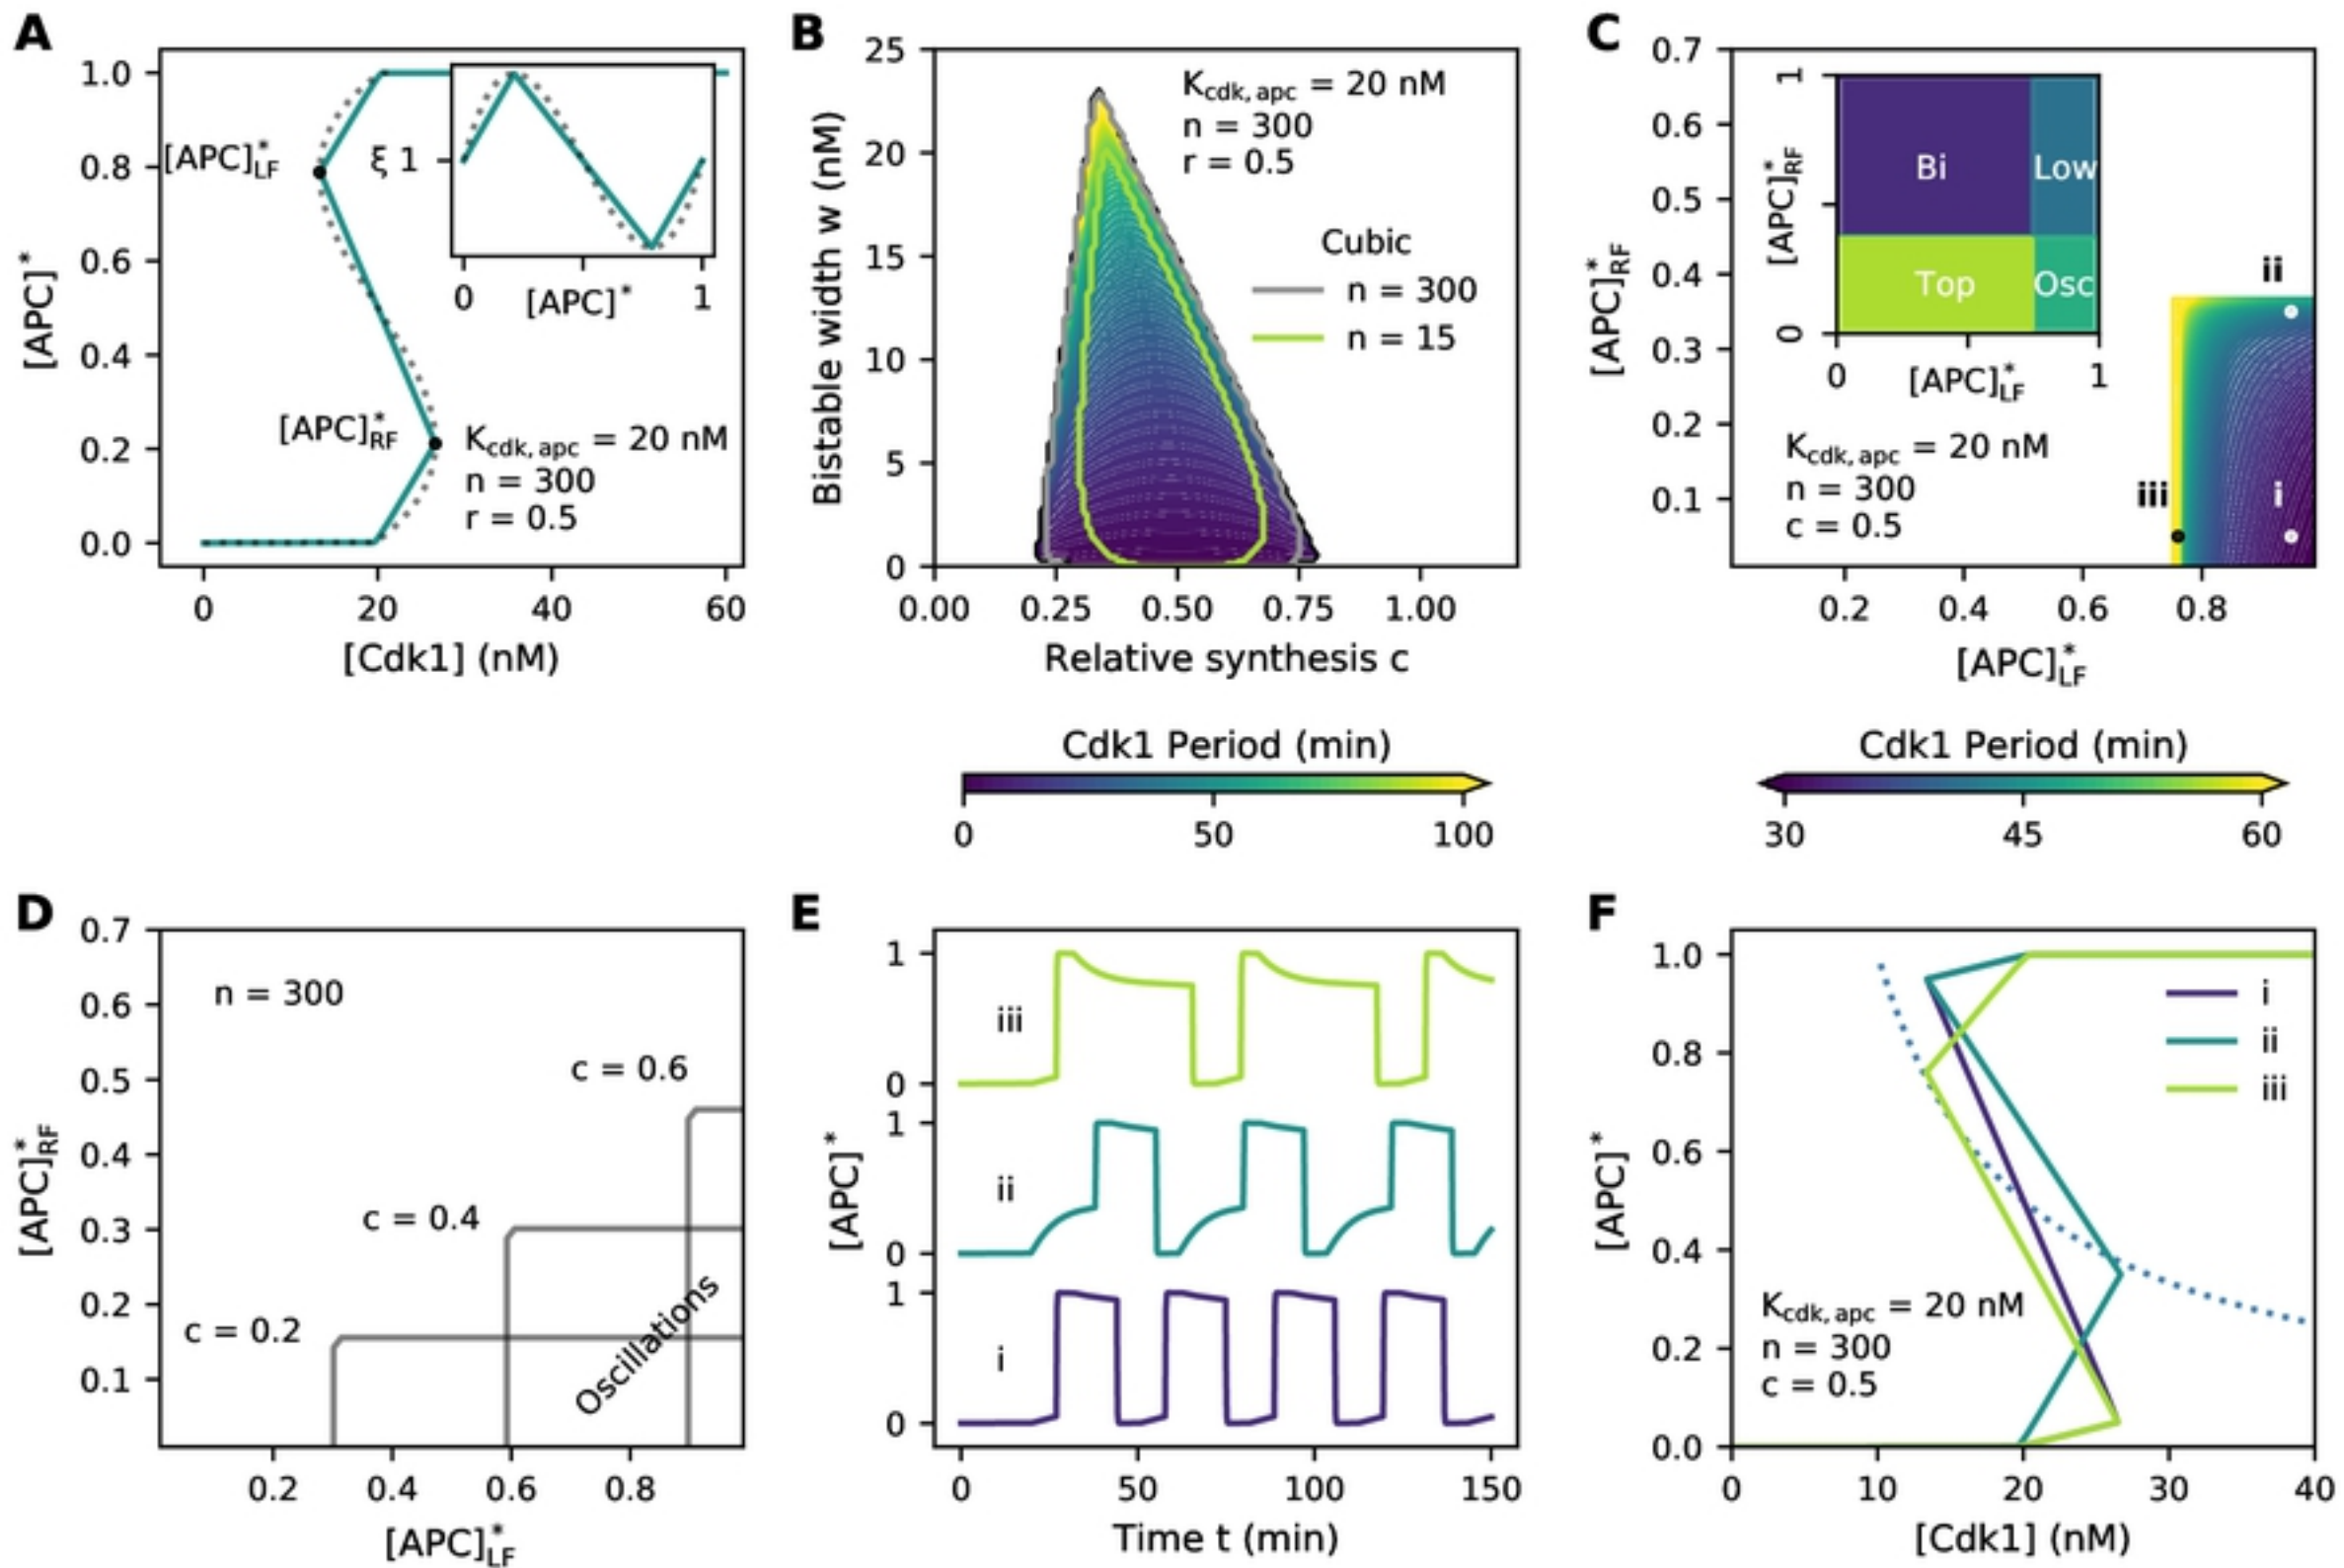 A
[APC]*
1.0
0.8
0.6
0.4
0.2
0.0
[APC]*LF
[APC]*RF
ξ 1
0
[APC]*
1
Kcdk, apc = 20 nM
n = 300
r = 0.5
0
20
40
60
[Cdk1] (nM)
B
Bistable width w (nM)
25
20
15
10
5
0
Kcdk, apc = 20 nM
n = 300
r = 0.5
Cubic
n = 300
n = 15
0.00
0.25
0.50
0.75
1.00
Relative synthesis c
Cdk1 Period (min)
0
50
100
C
[APC]*RF
0.7
0.6
0.5
0.4
0.3
0.2
0.1
[APC]*RF
1
0
Bi
Low
Top
Osc
0
[APC]*LF
1
Kcdk, apc = 20 nM
n = 300
c = 0.5
ii
iii
i
0.2
0.4
0.6
0.8
[APC]*LF
Cdk1 Period (min)
30
45
60
D
[APC]*RF
0.7
0.6
0.5
0.4
0.3
0.2
0.1
n = 300
c = 0.6
c = 0.4
c = 0.2
Oscillations
0.2
0.4
0.6
0.8
[APC]*LF
E
[APC]*
1
0
iii
1
0
ii
1
0
i
0
50
100
150
Time t (min)
F
[APC]*
1.0
0.8
0.6
0.4
0.2
0.0
i
ii
iii
Kcdk, apc = 20 nM
n = 300
c = 0.5
0
10
20
30
40
[Cdk1] (nM)